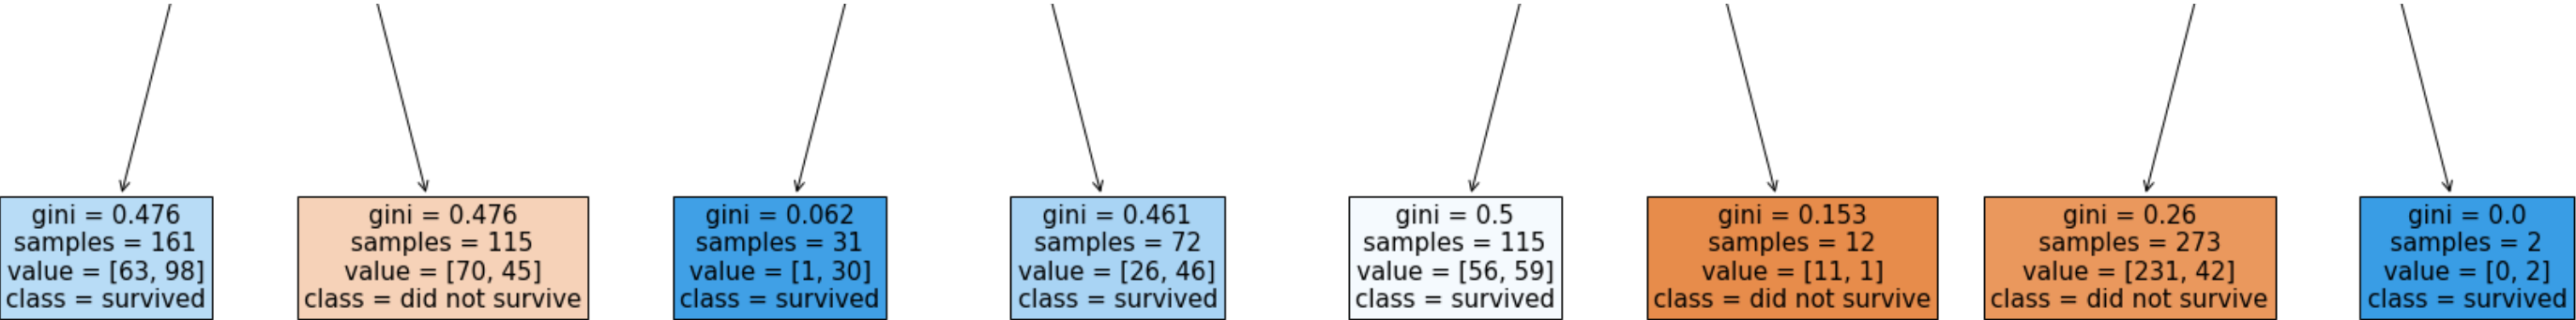 gini = 0.476
samples = 161
value = [63, 98]
class = survived
gini = 0.476
samples = 115
value = [70, 45]
class = did not survive
gini = 0.062
samples = 31
value = [1, 30]
class = survived
gini = 0.461
samples = 72
value = [26, 46]
class = survived
gini = 0.5
samples = 115
value = [56, 59]
class = survived
gini = 0.153
samples = 12
value = [11, 1]
class = did not survive
gini = 0.26
samples = 273
value = [231, 42]
class = did not survive
gini = 0.0
samples = 2
value = [0, 2]
class = survived